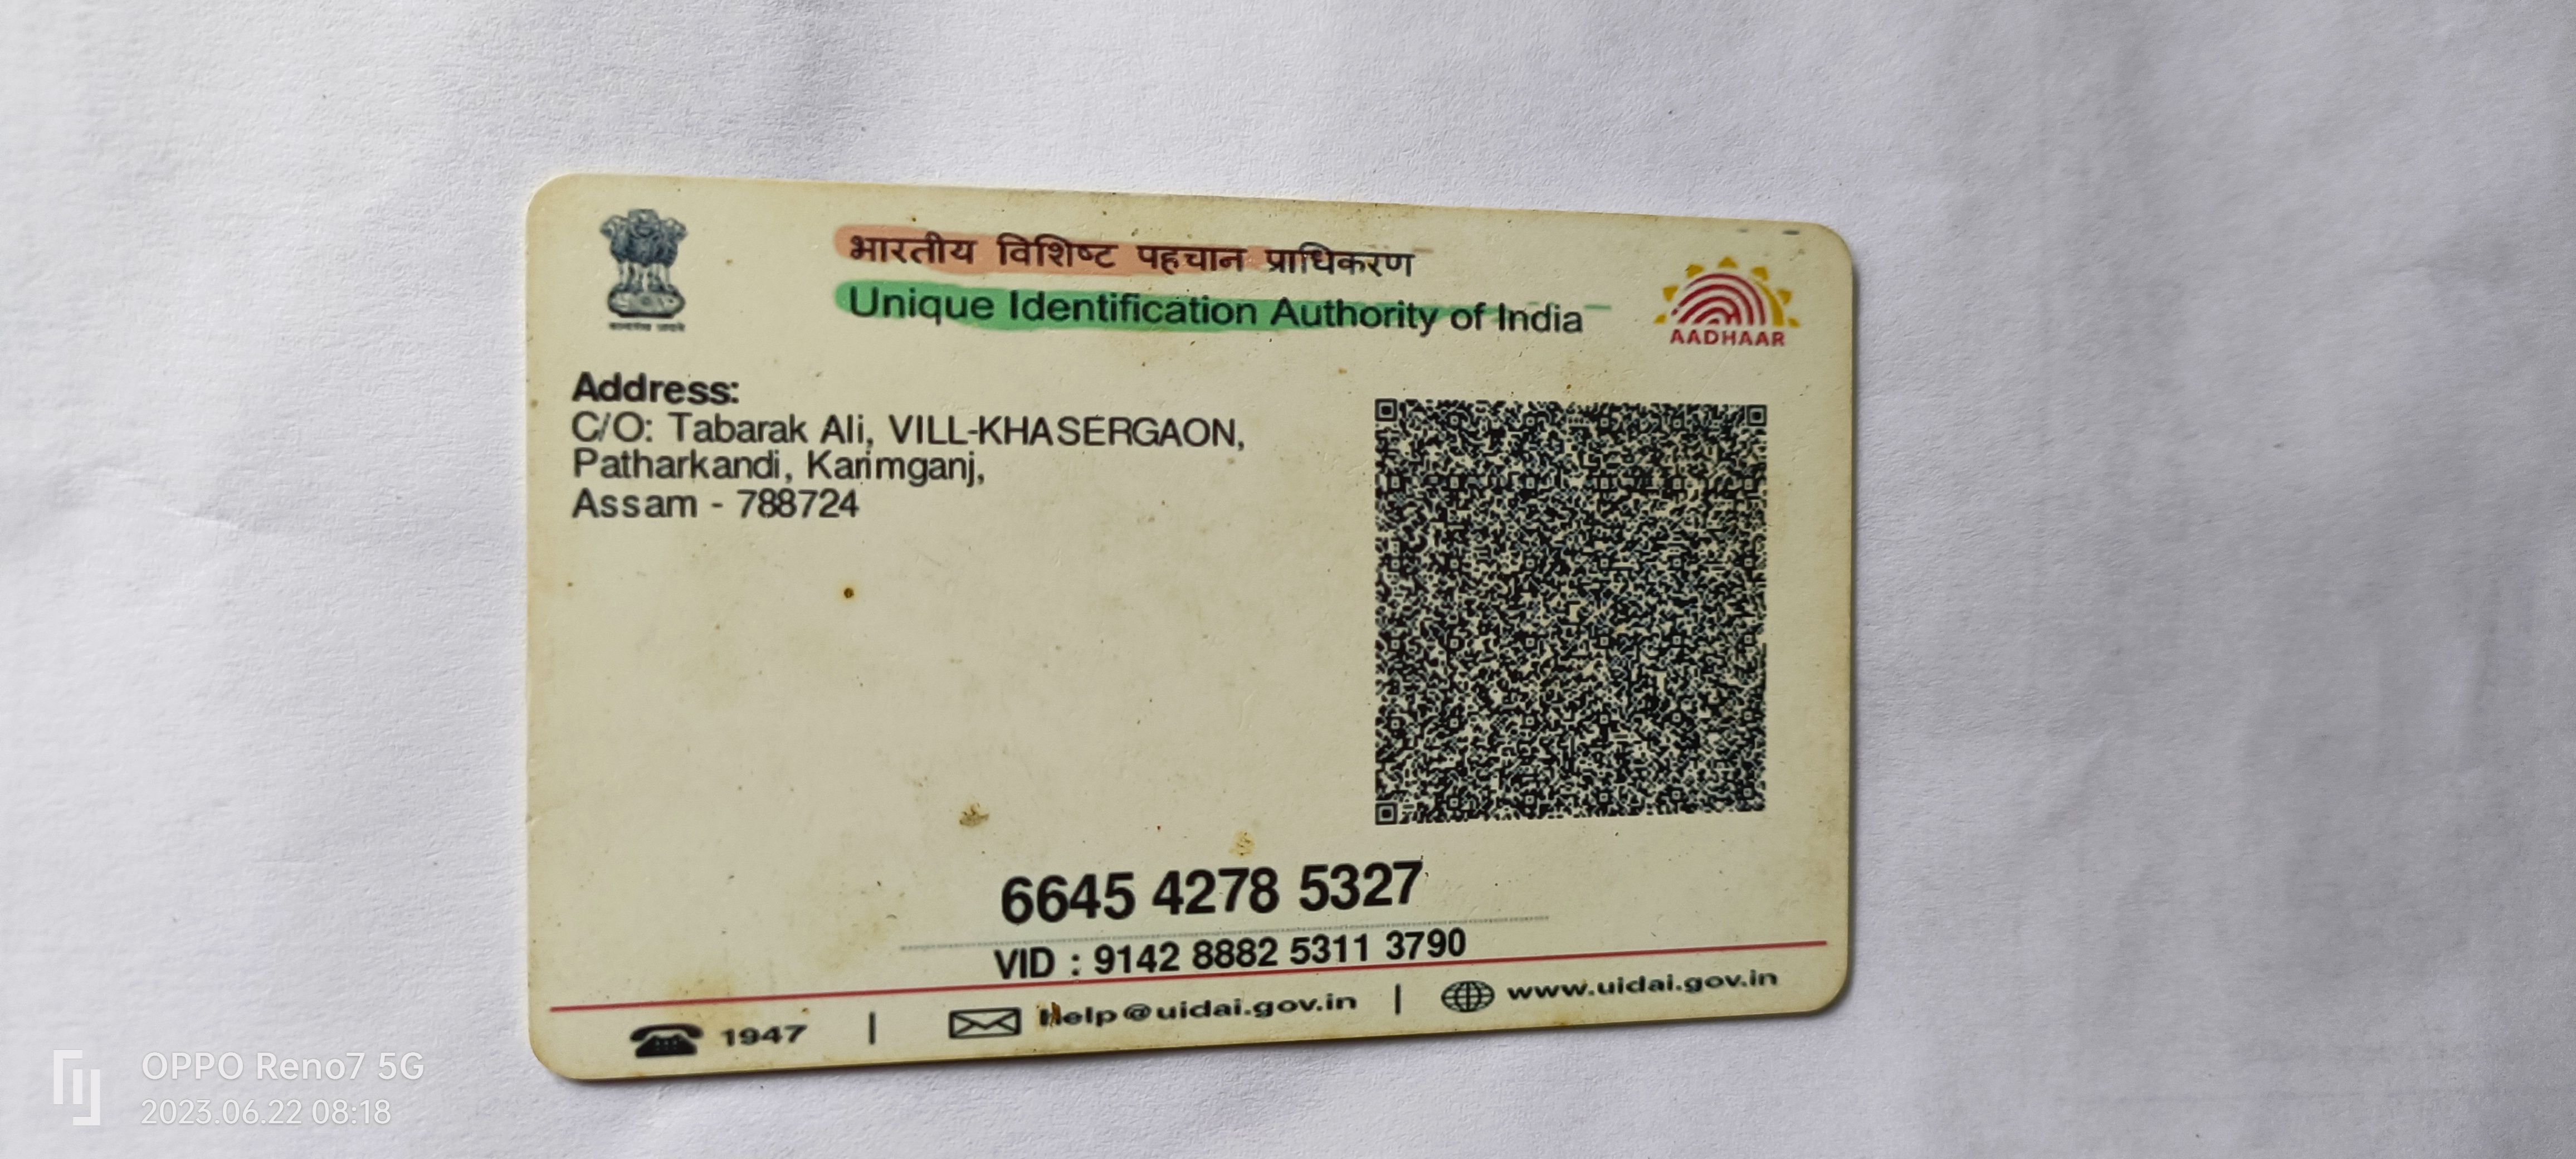 भारतीय विशिष्ट पहचान प्राधिकरण
Unique Identification Authority of India
AADHAAR
Address:
C/O: Tabarak Ali, VILL-KHASERGAON,
Patharkandi, Karimganj,
Assam - 788724
6645 4278 5327
VID : 9142 8882 5311 3790
1947 | Help@uidai.gov.in | www.uidai.gov.in
OPPO Reno7 5G
2023.06.22 08:18